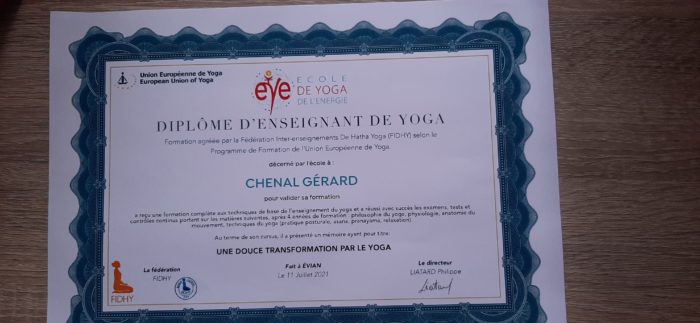 Union Européenne de Yoga
European Union of Yoga
eye
ECOLE
DE YOGA
DE L'ENERGIE
DIPLÔME D'ENSEIGNANT DE YOGA
Formation agréée par la Fédération Inter-enseignements De Hatha Yoga (FIDHY) selon le
Programme de Formation de l'Union Européenne de Yoga.
décerné par l'école à :
CHENAL GÉRARD
pour valider sa formation
a reçu une formation complète aux techniques de base de l'enseignement du yoga et a réussi avec succès les examens, tests et
contrôles continus portant sur les matières suivantes, après 4 années de formation : philosophie du yoga, physiologie, anatomie du
mouvement, techniques du yoga (pratique posturale, asana, pranayama, relaxation).
Au terme de son cursus, il a présenté un mémoire ayant pour titre:
UNE DOUCE TRANSFORMATION PAR LE YOGA
La fédération
FIDHY
Fait à ÉVIAN
Le 11 Juillet 2021
Le directeur
LIATARD Philippe
Liatard
FIDHY